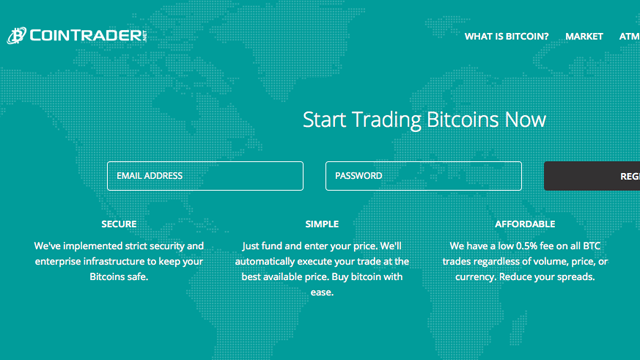 COINTRADER.NET
WHAT IS BITCOIN? MARKET ATM
Start Trading Bitcoins Now
EMAIL ADDRESS PASSWORD REGI
SECURE SIMPLE AFFORDABLE
We've implemented strict security and
enterprise infrastructure to keep your
Bitcoins safe.
Just fund and enter your price. We'll
automatically execute your trade at the
best available price. Buy bitcoin with
ease.
We have a low 0.5% fee on all BTC
trades regardless of volume, price, or
currency. Reduce your spreads.